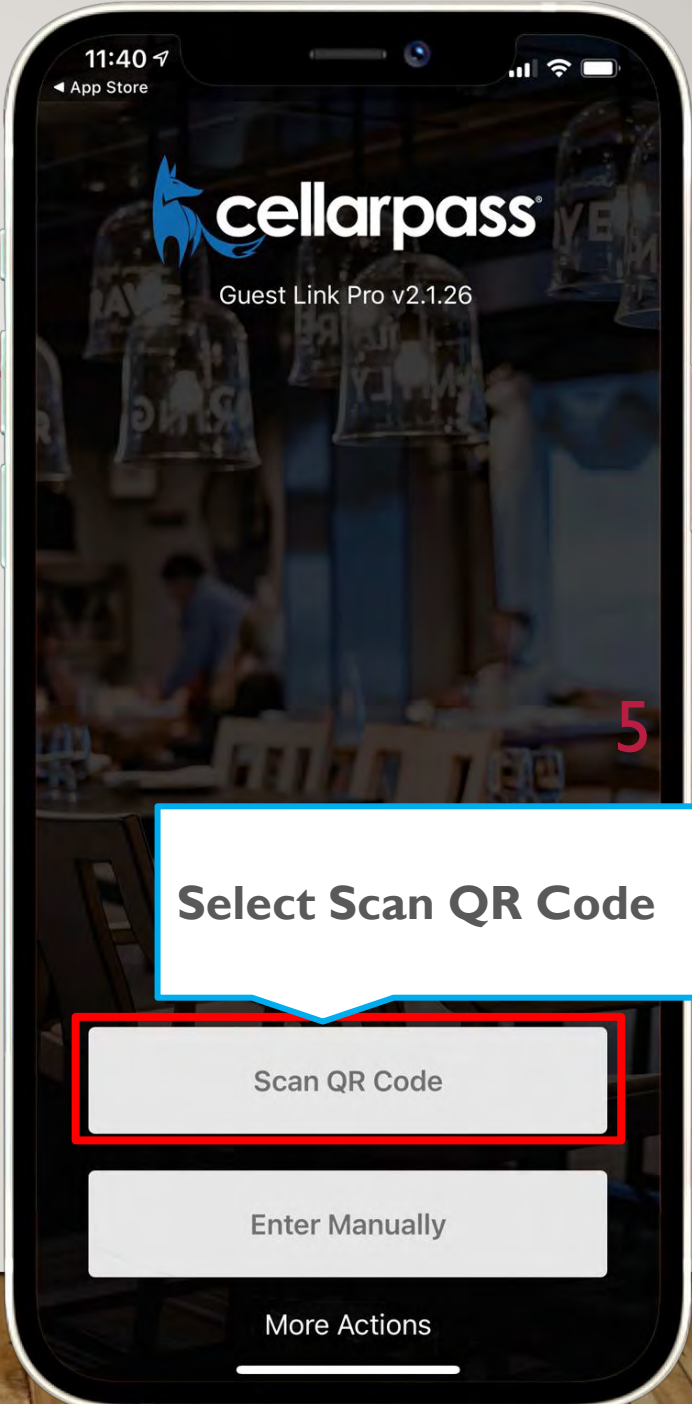 11:40
◀ App Store
cellarpass®
Guest Link Pro v2.1.26
5
Select Scan QR Code
Scan QR Code
Enter Manually
More Actions